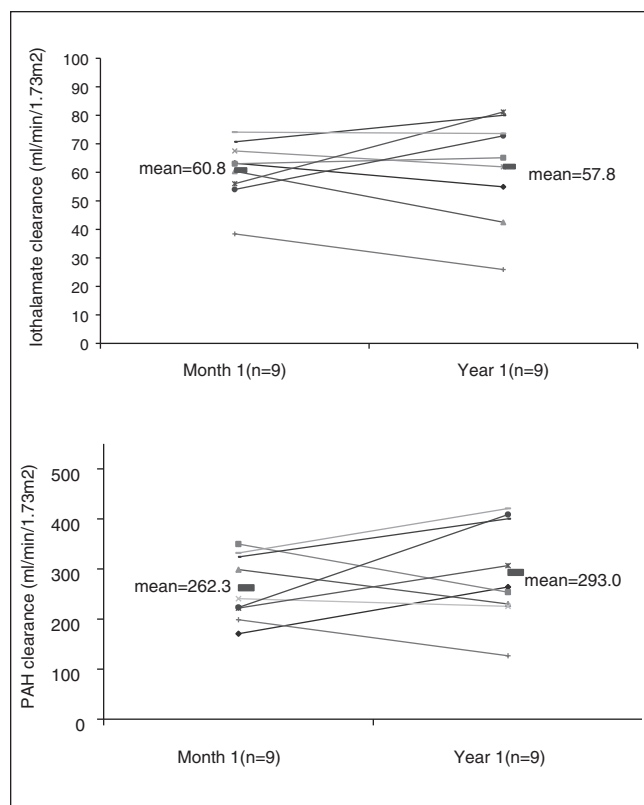 Iothalamate clearance (ml/min/1.73m2)
100
90
80
70
60
50
40
30
20
10
0
mean=60.8
mean=57.8
Month 1(n=9)
Year 1(n=9)
PAH clearance (ml/min/1.73m2)
500
400
300
200
100
0
mean=262.3
mean=293.0
Month 1(n=9)
Year 1(n=9)